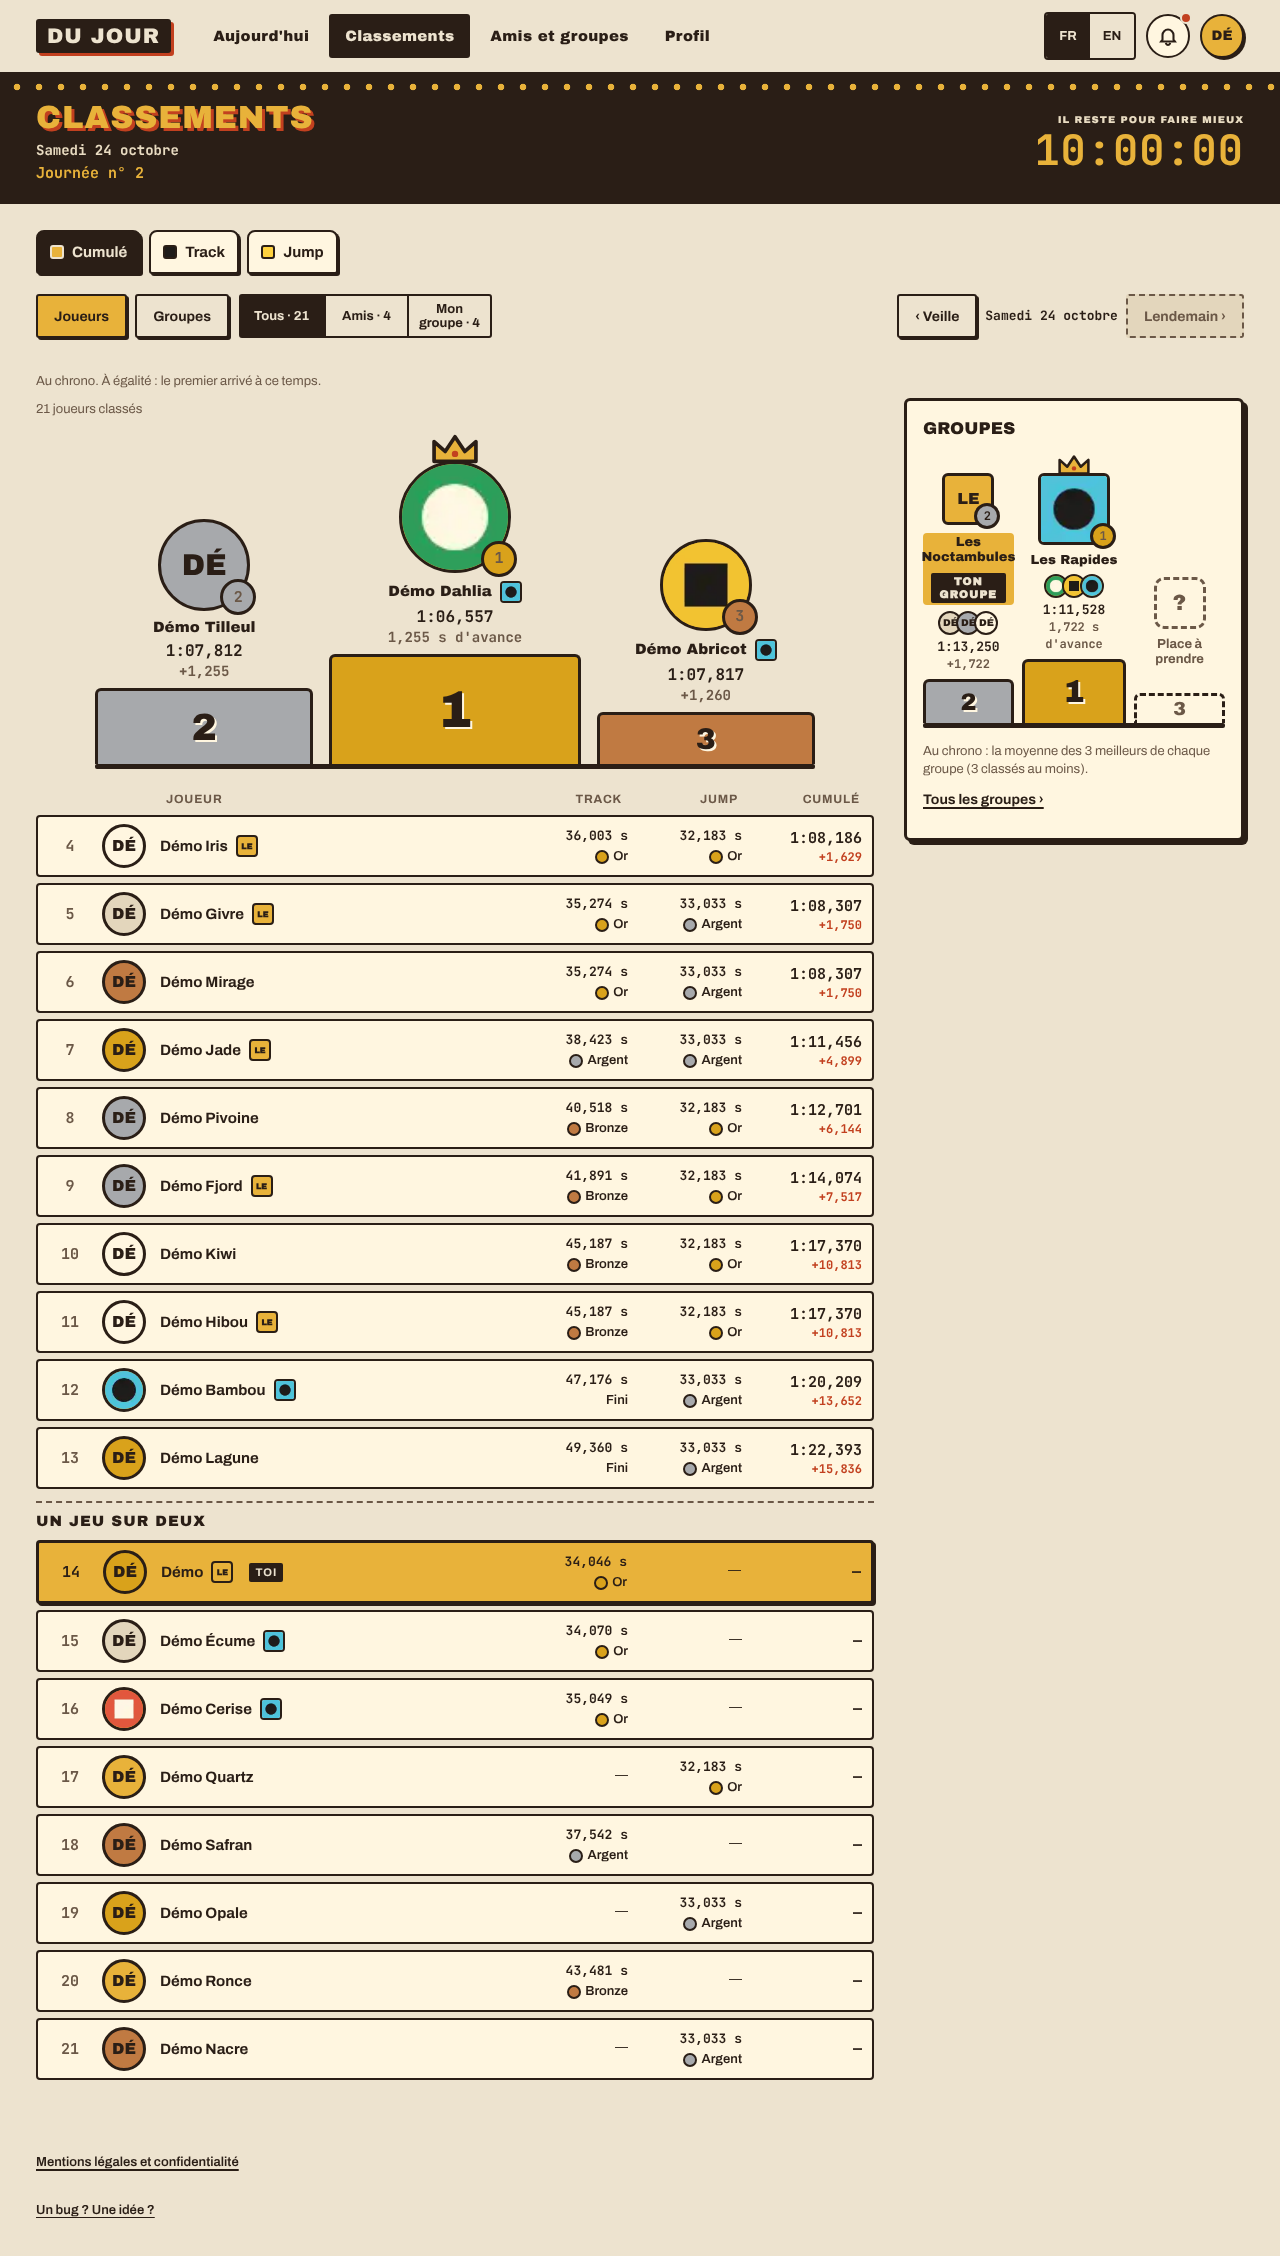 DU JOUR
Aujourd'hui
Classements
Amis et groupes
Profil
FR
EN
DÉ
CLASSEMENTS
Samedi 24 octobre
Journée n° 2
IL RESTE POUR FAIRE MIEUX
10:00:00
Cumulé
Track
Jump
Joueurs
Groupes
Tous · 21
Amis · 4
Mon
groupe · 4
‹ Veille
Samedi 24 octobre
Lendemain ›
Au chrono. À égalité : le premier arrivé à ce temps.
21 joueurs classés
DÉ
2
Démo Tilleul
1:07,812
+1,255
2
1
Démo Dahlia
1:06,557
1,255 s d'avance
1
3
Démo Abricot
1:07,817
+1,260
3
GROUPES
LE
2
Les
Noctambules
TON
GROUPE
DÉ DÉ DÉ
1:13,250
+1,722
2
1
Les Rapides
1:11,528
1,722 s
d'avance
1
?
Place à
prendre
3
Au chrono : la moyenne des 3 meilleurs de chaque
groupe (3 classés au moins).
Tous les groupes ›
JOUEUR TRACK JUMP CUMULÉ
4 DÉ Démo Iris LE 36,003 s Or 32,183 s Or 1:08,186 +1,629
5 DÉ Démo Givre LE 35,274 s Or 33,033 s Argent 1:08,307 +1,750
6 DÉ Démo Mirage 35,274 s Or 33,033 s Argent 1:08,307 +1,750
7 DÉ Démo Jade LE 38,423 s Argent 33,033 s Argent 1:11,456 +4,899
8 DÉ Démo Pivoine 40,518 s Bronze 32,183 s Or 1:12,701 +6,144
9 DÉ Démo Fjord LE 41,891 s Bronze 32,183 s Or 1:14,074 +7,517
10 DÉ Démo Kiwi 45,187 s Bronze 32,183 s Or 1:17,370 +10,813
11 DÉ Démo Hibou LE 45,187 s Bronze 32,183 s Or 1:17,370 +10,813
12 Démo Bambou 47,176 s Fini 33,033 s Argent 1:20,209 +13,652
13 DÉ Démo Lagune 49,360 s Fini 33,033 s Argent 1:22,393 +15,836
UN JEU SUR DEUX
14 DÉ Démo LE TOI 34,046 s Or — –
15 DÉ Démo Écume 34,070 s Or — –
16 Démo Cerise 35,049 s Or — –
17 DÉ Démo Quartz — 32,183 s Or –
18 DÉ Démo Safran 37,542 s Argent — –
19 DÉ Démo Opale — 33,033 s Argent –
20 DÉ Démo Ronce 43,481 s Bronze — –
21 DÉ Démo Nacre — 33,033 s Argent –
Mentions légales et confidentialité
Un bug ? Une idée ?